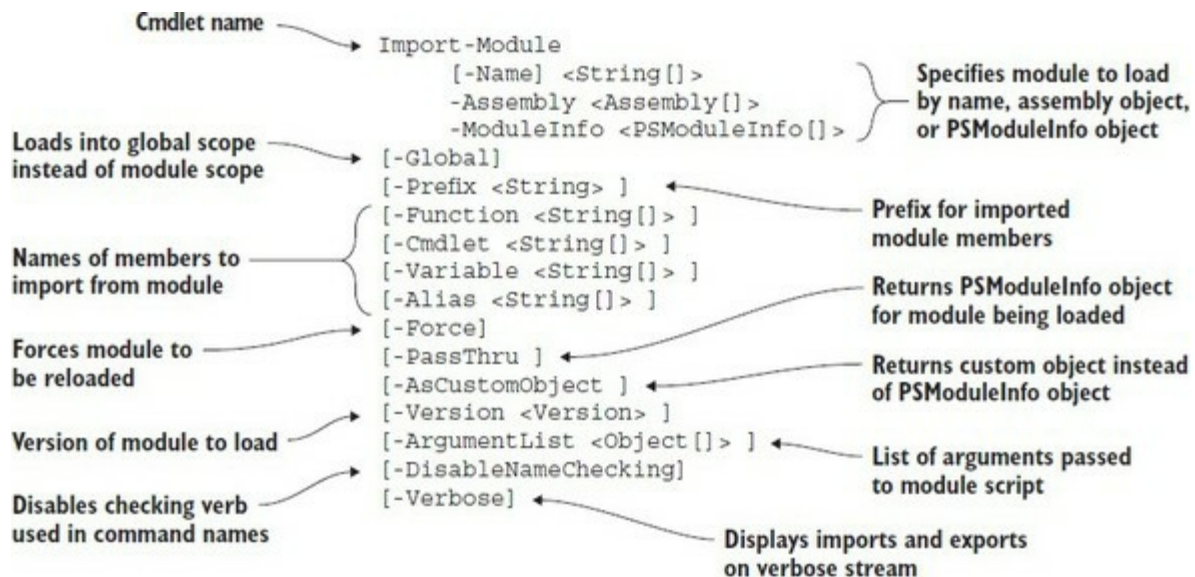 Cmdlet name
Import-Module
[-Name] <String[]>
-Assembly <Assembly[]>
-ModuleInfo <PSModuleInfo[]>
Specifies module to load
by name, assembly object,
or PSModuleInfo object
Loads into global scope
instead of module scope
[-Global]
[-Prefix <String> ]
Prefix for imported
module members
Names of members to
import from module
[-Function <String[]> ]
[-Cmdlet <String[]> ]
[-Variable <String[]> ]
[-Alias <String[]> ]
Returns PSModuleInfo object
for module being loaded
Forces module to
be reloaded
[-Force]
[-PassThru ]
[-AsCustomObject ]
Returns custom object instead
of PSModuleInfo object
Version of module to load
[-Version <Version> ]
[-ArgumentList <Object[]> ]
List of arguments passed
to module script
Disables checking verb
used in command names
[-DisableNameChecking]
[-Verbose]
Displays imports and exports
on verbose stream